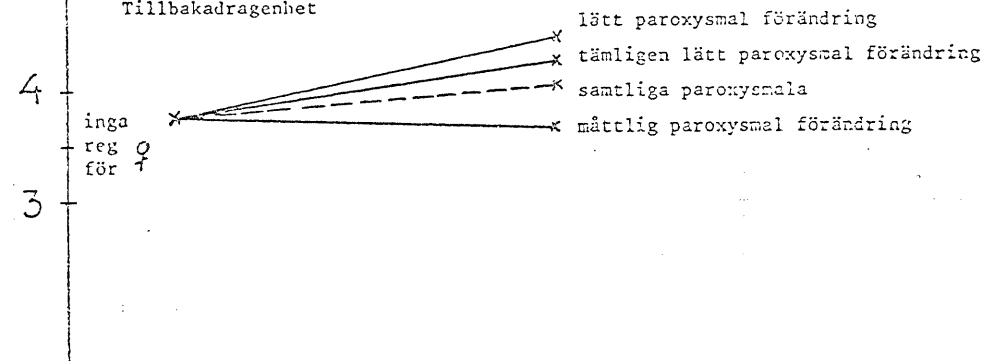 Tillbakadragenhet
lätt paroxysmal förändring
tämligen lätt paroxysmal förändring
4
samtliga paroxysmala
inga
måttlig paroxysmal förändring
reg ♀
för
3